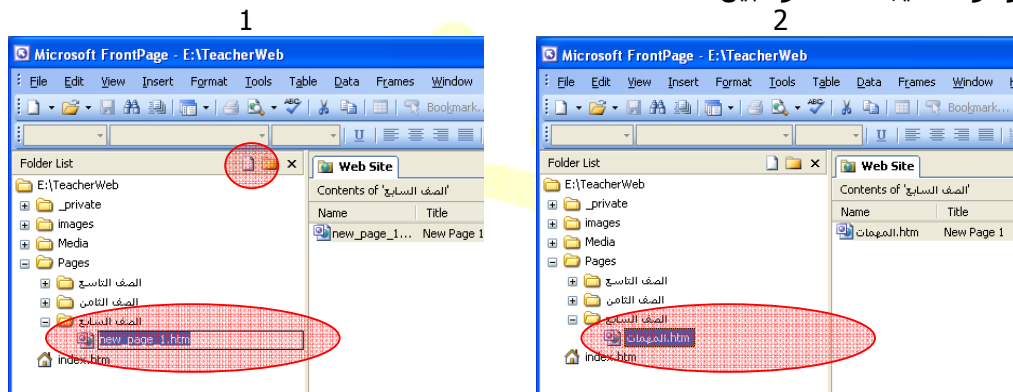 1
Microsoft FrontPage - E:\TeacherWeb
File Edit View Insert Format Tools Table Data Frames Window
Bookmark...
Folder List
Web Site
E:\TeacherWeb
Contents of 'الصف السابع'
_private
Name Title
images
new_page_1... New Page 1
Media
Pages
الصف التاسع
الصف الثامن
الصف السابع
new_page_1.htm
index.htm
2
Microsoft FrontPage - E:\TeacherWeb
File Edit View Insert Format Tools Table Data Frames Window
Bookmark...
Folder List
Web Site
E:\TeacherWeb
Contents of 'الصف السابع'
_private
Name Title
images
المهمات.htm New Page 1
Media
Pages
الصف التاسع
الصف الثامن
الصف السابع
المهمات.htm
index.htm